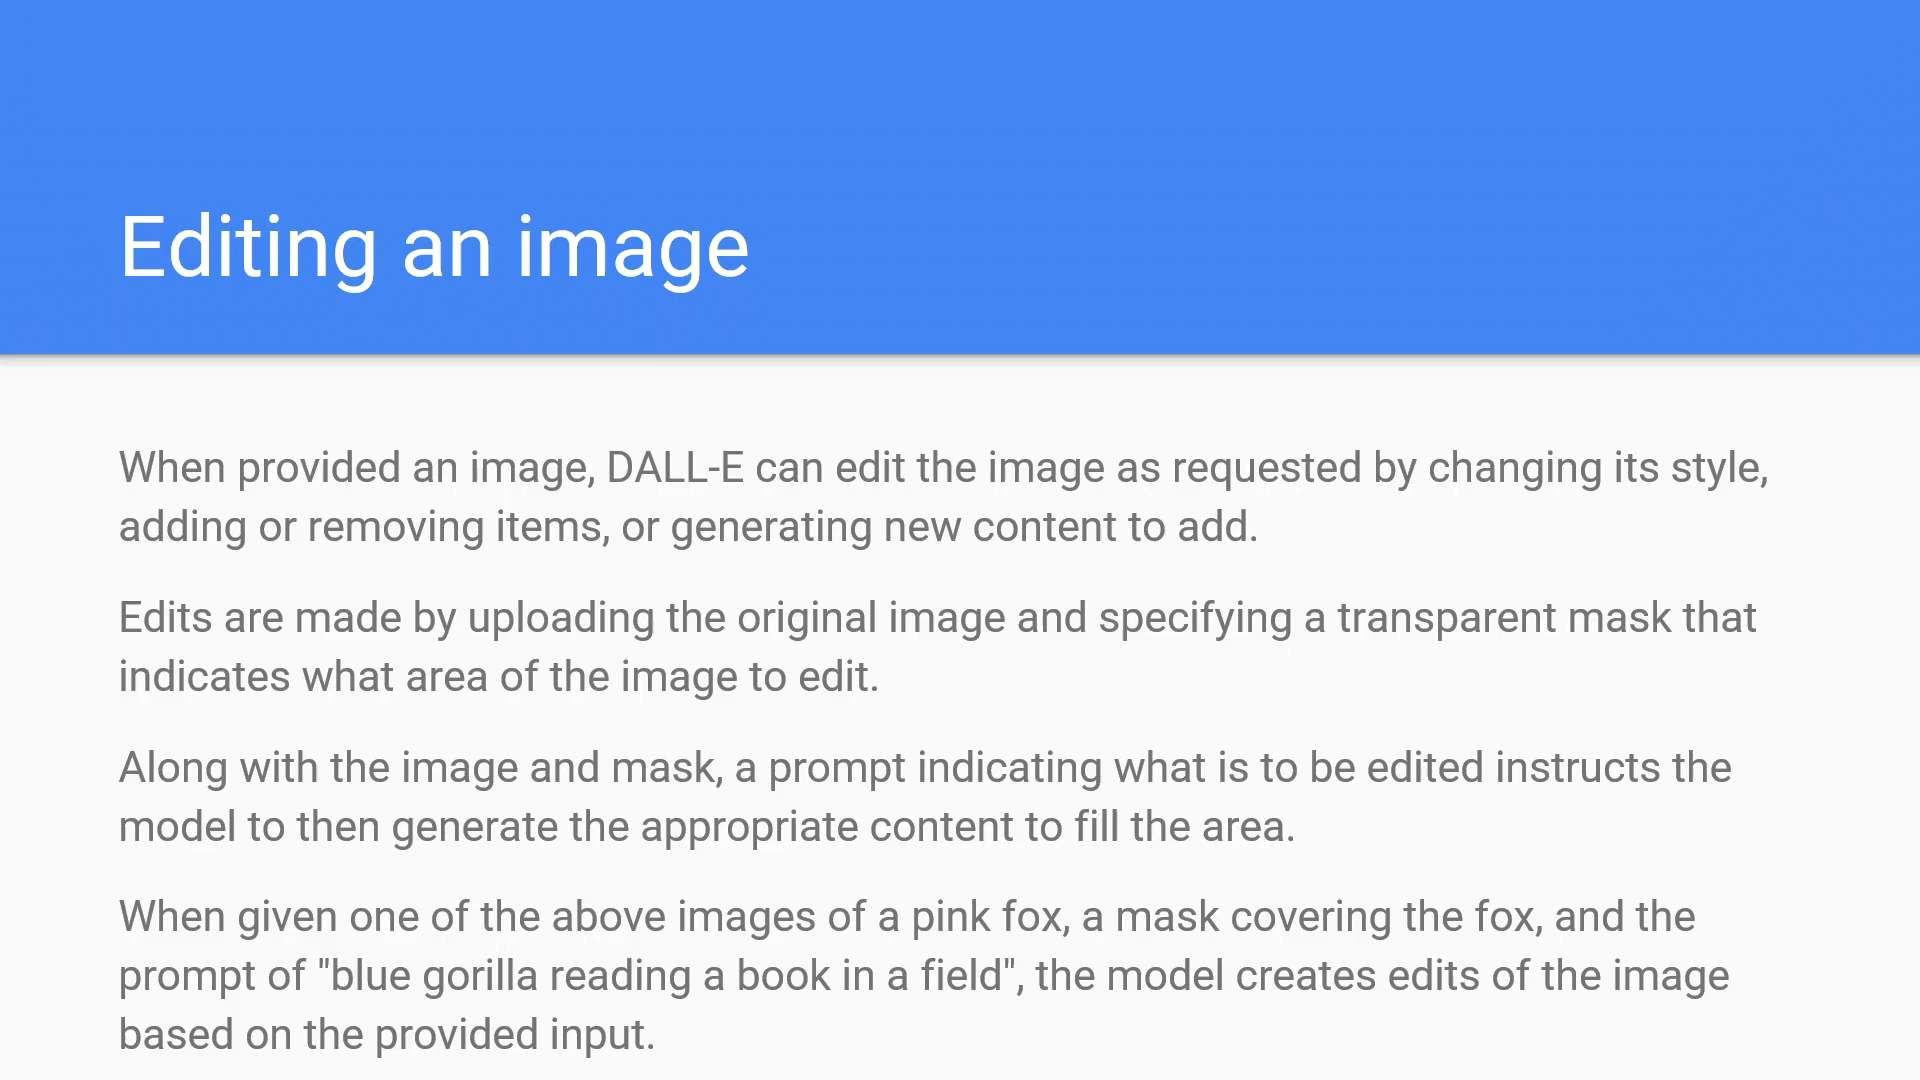 Editing an image
When provided an image, DALL-E can edit the image as requested by changing its style,
adding or removing items, or generating new content to add.
Edits are made by uploading the original image and specifying a transparent mask that
indicates what area of the image to edit.
Along with the image and mask, a prompt indicating what is to be edited instructs the
model to then generate the appropriate content to fill the area.
When given one of the above images of a pink fox, a mask covering the fox, and the
prompt of "blue gorilla reading a book in a field", the model creates edits of the image
based on the provided input.